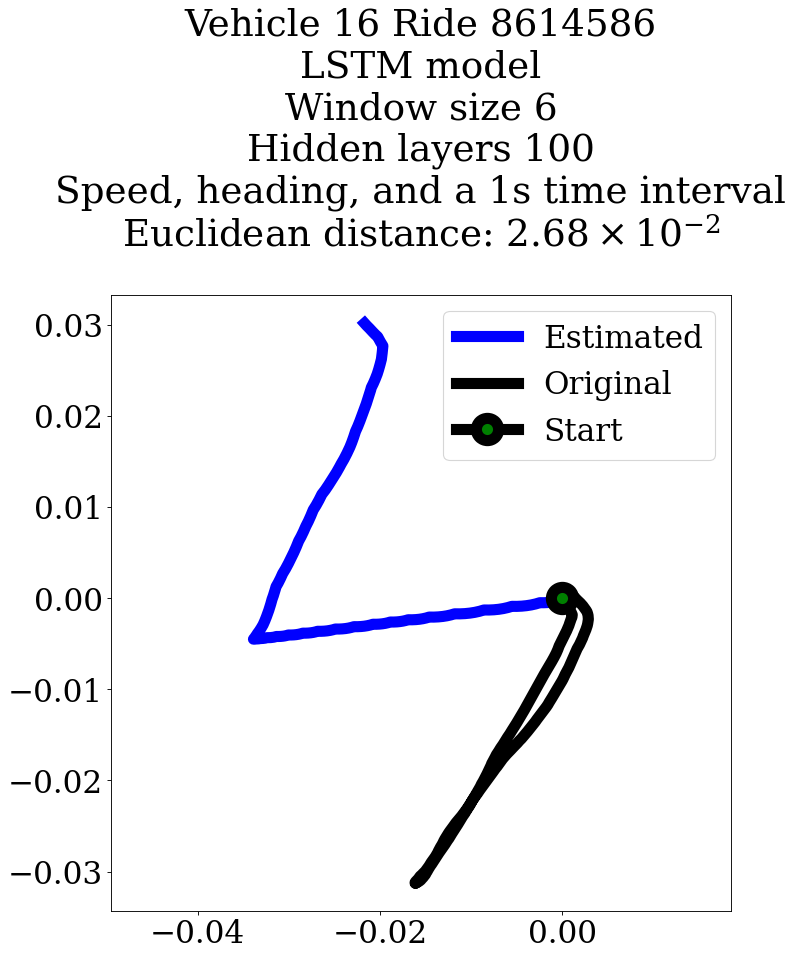 Vehicle 16 Ride 8614586
LSTM model
Window size 6
Hidden layers 100
Speed, heading, and a 1s time interval
Euclidean distance: 2.68 × 10⁻²
Estimated
Original
Start
0.03
0.02
0.01
0.00
−0.01
−0.02
−0.03
−0.04
−0.02
0.00